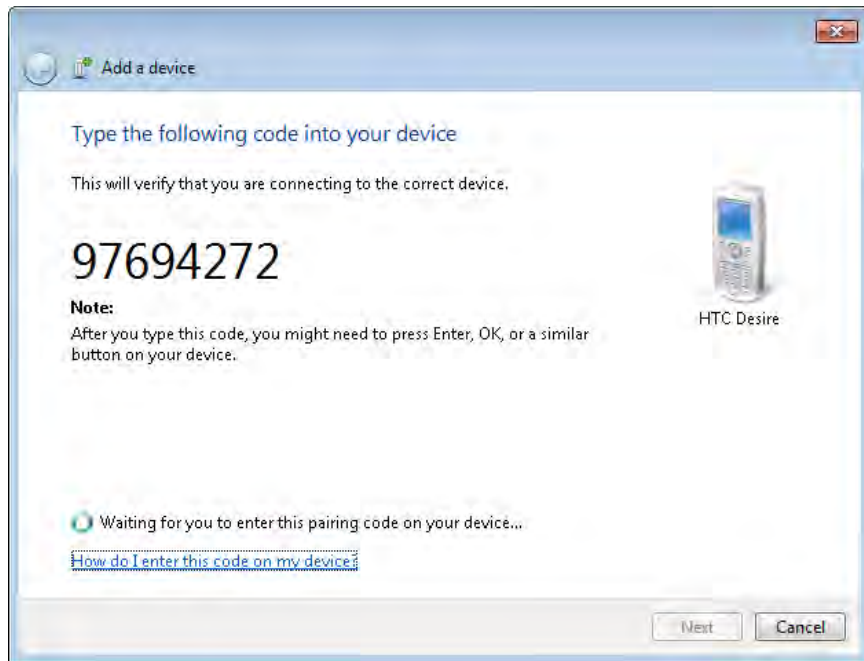 Add a device
Type the following code into your device
This will verify that you are connecting to the correct device.
97694272
Note:
After you type this code, you might need to press Enter, OK, or a similar
button on your device.
HTC Desire
Waiting for you to enter this pairing code on your device...
How do I enter this code on my device?
Next
Cancel